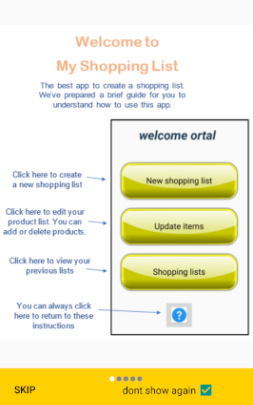 Welcome to
My Shopping List
The best app to create a shopping list.
We've prepared a brief guide for you to
understand how to use this app.
welcome ortal
Click here to create
a new shopping list
New shopping list
Click here to edit your
product list. You can
add or delete products.
Update items
Click here to view your
previous lists
Shopping lists
You can always click
here to return to these
instructions
?
SKIP
dont show again